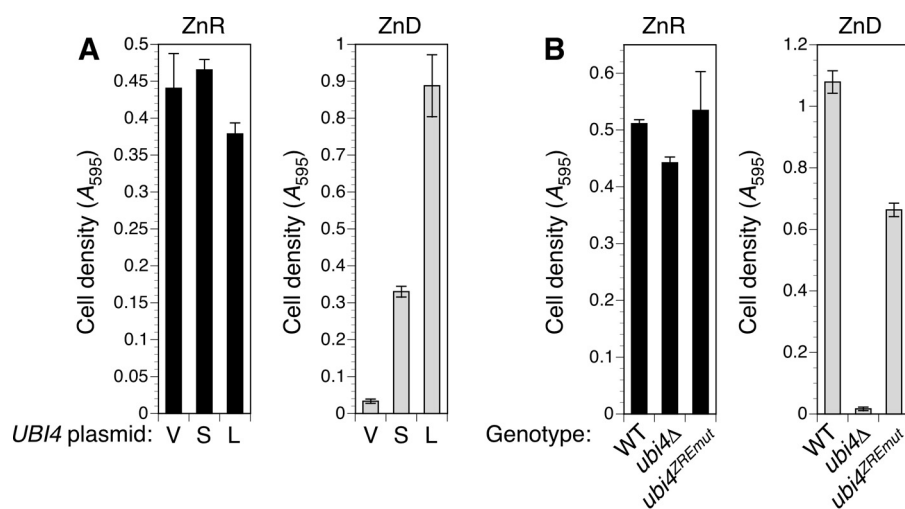 A
ZnR
Cell density (A595)
0.5
0.45
0.4
0.35
0.3
0.25
0.2
0.15
0.1
0.05
0
UBI4 plasmid: V S L
ZnD
Cell density (A595)
1
0.9
0.8
0.7
0.6
0.5
0.4
0.3
0.2
0.1
0
V S L
B
ZnR
Cell density (A595)
0.6
0.5
0.4
0.3
0.2
0.1
0
Genotype: WT ubi4Δ ubi4ZREmut
ZnD
Cell density (A595)
1.2
1
0.8
0.6
0.4
0.2
0
WT ubi4Δ ubi4ZREmut